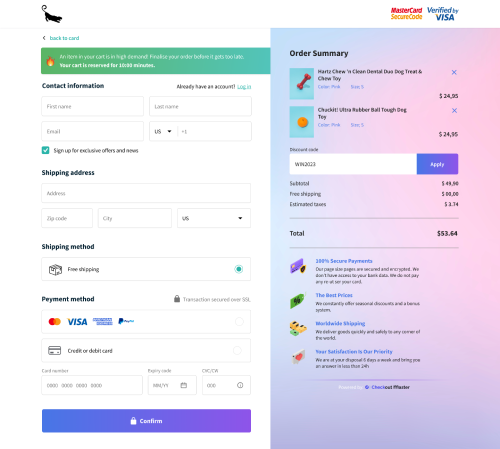 MasterCard
SecureCode
Verified by
VISA
back to card
An item in your cart is in high demand! Finalise your order before it gets too late.
Your cart is reserved for 10:00 minutes.
Contact information
Already have an account? Log in
First name
Last name
Email
US
+1
Sign up for exclusive offers and news
Shipping address
Address
Zip code
City
US
Shipping method
Free shipping
Payment method
Transaction secured over SSL
VISA
PayPal
Credit or debit card
Card number
Expiry code
CVC/CW
0000 0000 0000 0000
MM/YY
000
Confirm
Order Summary
Hartz Chew 'n Clean Dental Duo Dog Treat &
Chew Toy
Color: Pink
Size: S
$ 24,95
Chuckit! Ultra Rubber Ball Tough Dog
Toy
Color: Pink
Size: S
$ 24,95
Discount code
WIN2023
Apply
Subtotal
$ 49,90
Free shipping
$ 00,00
Estimated taxes
$ 3.74
Total
$53.64
100% Secure Payments
Our page size pages are secured and encrypted. We
don't have access to your bank data. We do not pay
any re at ise your card.
The Best Prices
We constantly offer seasonal discounts and a bonus
system.
Worldwide Shipping
We deliver goods quickly and safely to any corner of
the world.
Your Satisfaction Is Our Priority
We are at your disposal 6 days a week and bring you
an answer in less than 24h
Powered by